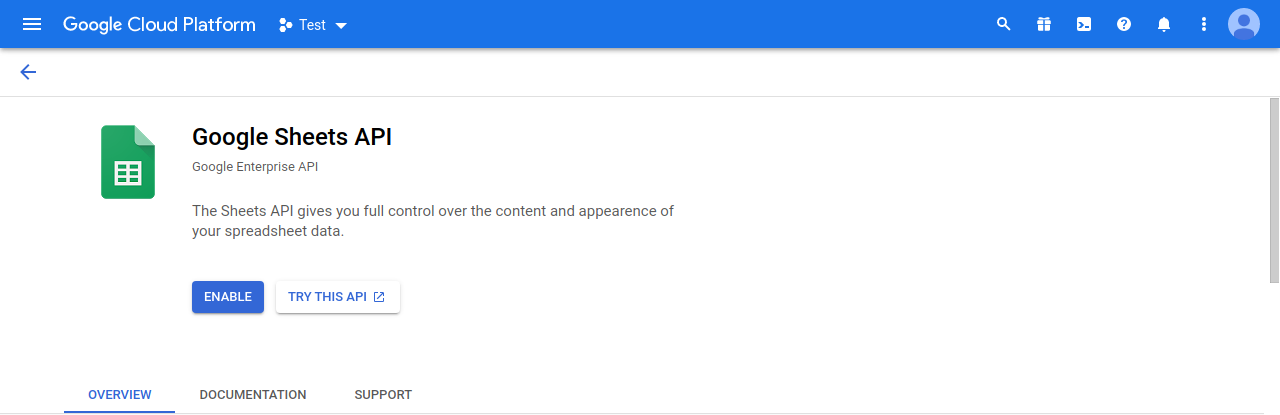 Google Cloud Platform Test
Google Sheets API
Google Enterprise API
The Sheets API gives you full control over the content and appearence of
your spreadsheet data.
ENABLE TRY THIS API
OVERVIEW DOCUMENTATION SUPPORT